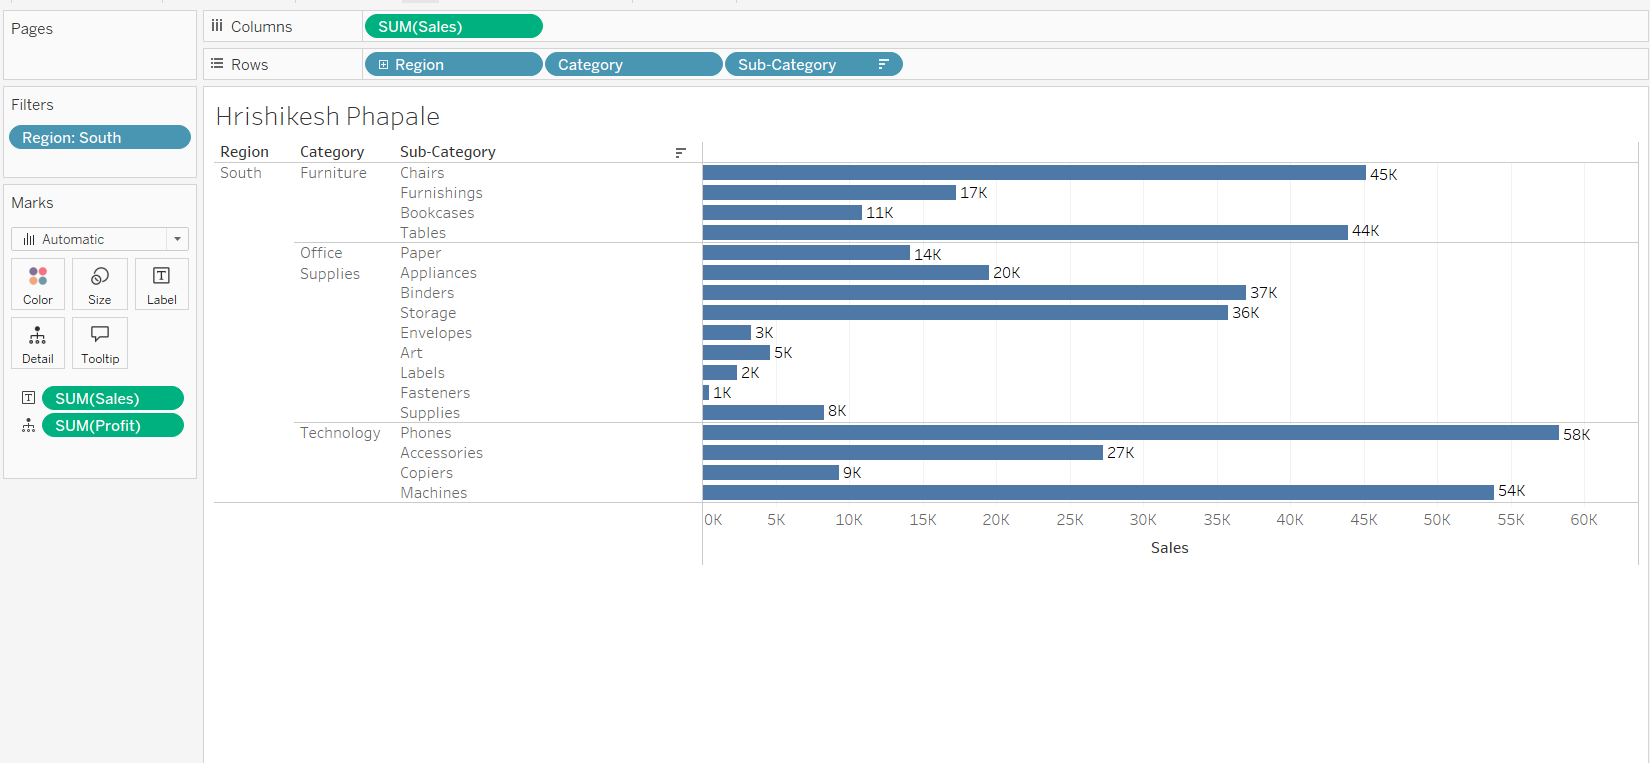 Pages
Columns
SUM(Sales)
Rows
Region
Category
Sub-Category
Filters
Region: South
Marks
Automatic
Color
Size
Label
Detail
Tooltip
SUM(Sales)
SUM(Profit)
Hrishikesh Phapale
Region Category Sub-Category
South Furniture Chairs 45K
Furnishings 17K
Bookcases 11K
Tables 44K
Office Paper 14K
Supplies Appliances 20K
Binders 37K
Storage 36K
Envelopes 3K
Art 5K
Labels 2K
Fasteners 1K
Supplies 8K
Technology Phones 58K
Accessories 27K
Copiers 9K
Machines 54K
0K 5K 10K 15K 20K 25K 30K 35K 40K 45K 50K 55K 60K
Sales